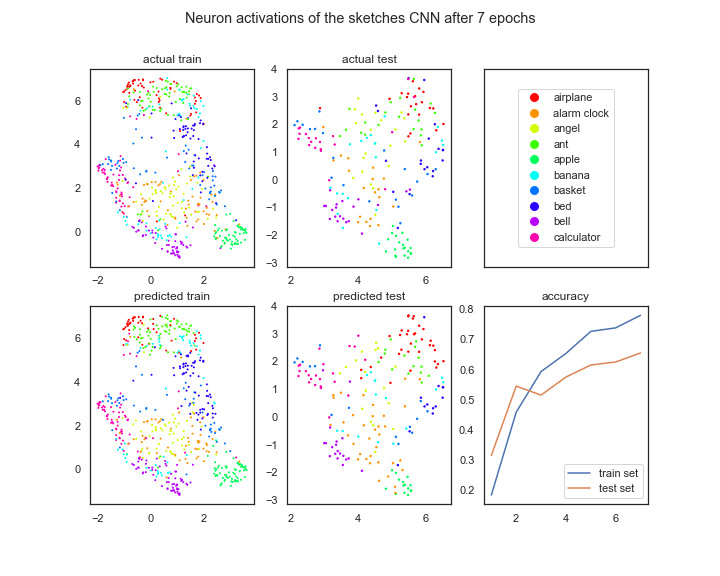 Neuron activations of the sketches CNN after 7 epochs
actual train
6
4
2
0
−2 0 2
actual test
4
3
2
1
0
−1
−2
−3
2 4 6
airplane
alarm clock
angel
ant
apple
banana
basket
bed
bell
calculator
predicted train
6
4
2
0
−2 0 2
predicted test
4
3
2
1
0
−1
−2
−3
2 4 6
accuracy
0.8
0.7
0.6
0.5
0.4
0.3
0.2
2 4 6
train set
test set